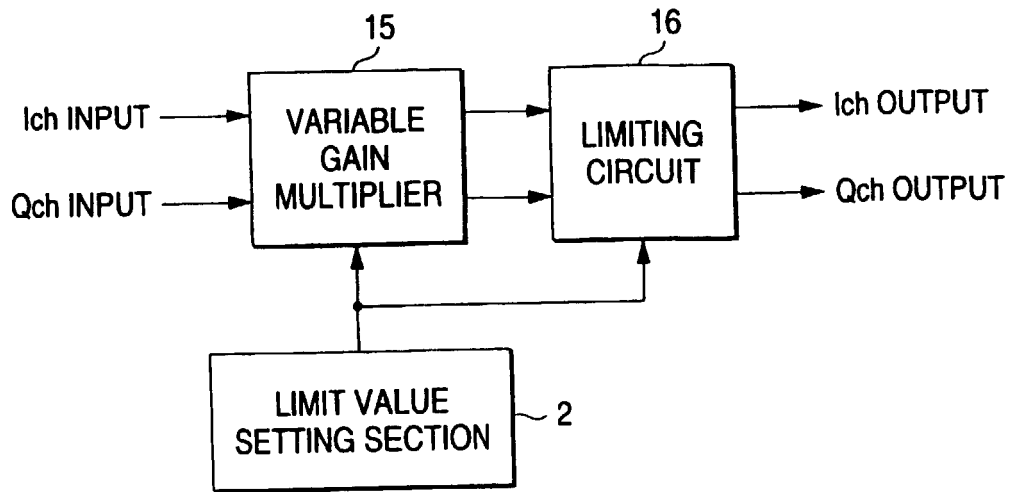 15
16
Ich INPUT
Qch INPUT
VARIABLE
GAIN
MULTIPLIER
LIMITING
CIRCUIT
Ich OUTPUT
Qch OUTPUT
LIMIT VALUE
SETTING SECTION
2